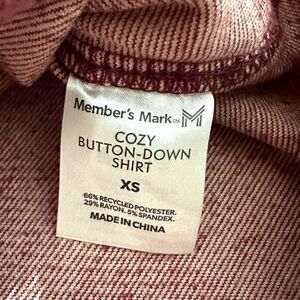 Member's Mark™ M
COZY
BUTTON-DOWN
SHIRT
XS
66% RECYCLED POLYESTER.
29% RAYON. 5% SPANDEX.
MADE IN CHINA